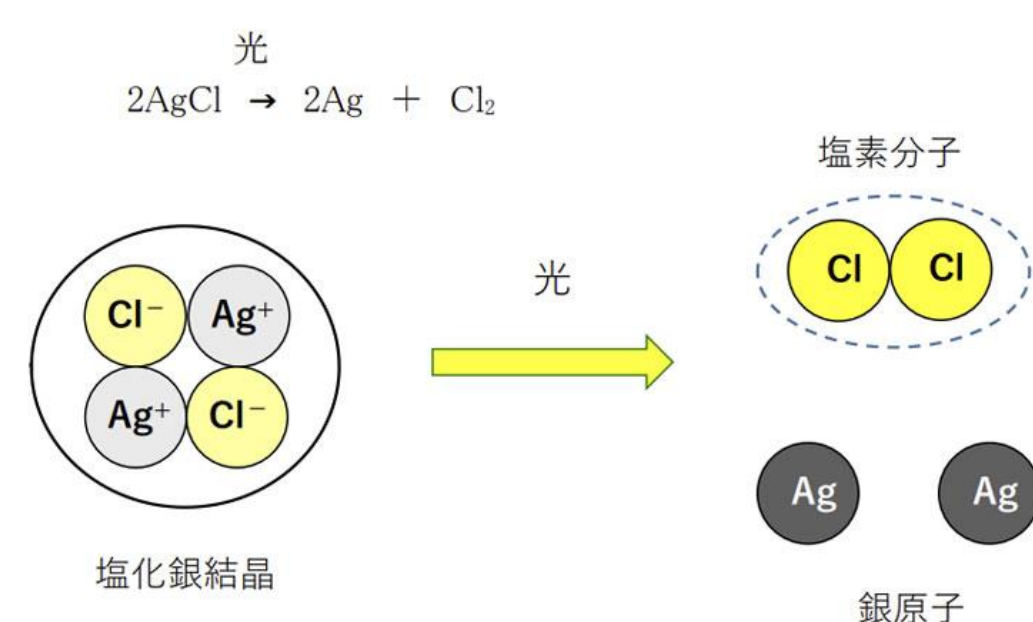 光
2AgCl → 2Ag + Cl₂
塩素分子
Cl Cl
光
Cl⁻ Ag⁺
Ag⁺ Cl⁻
Ag Ag
塩化銀結晶
銀原子